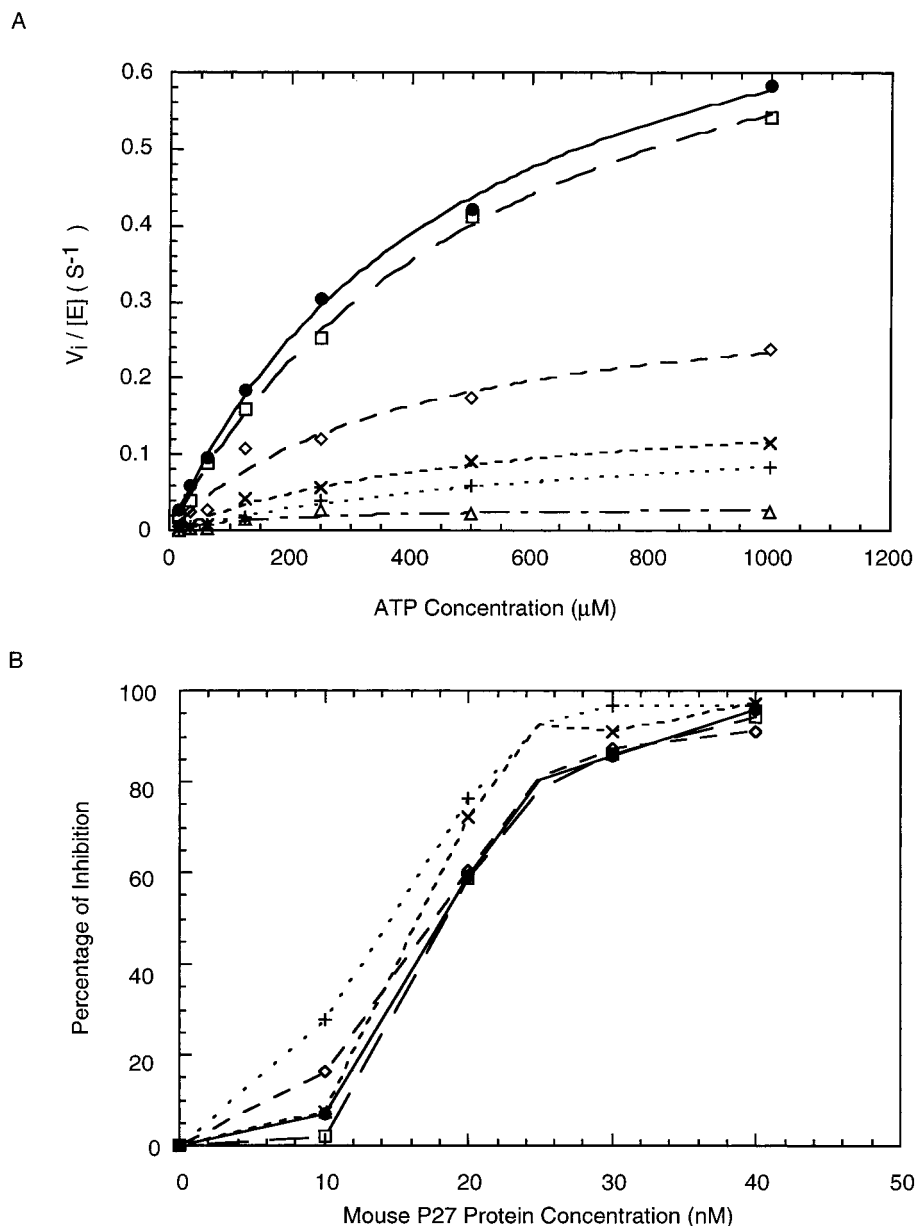 A
0.6
0.5
0.4
0.3
0.2
0.1
0
Vi / [E] ( S-1 )
0 200 400 600 800 1000 1200
ATP Concentration (μM)
B
100
80
60
40
20
0
Percentage of Inhibition
0 10 20 30 40 50
Mouse P27 Protein Concentration (nM)